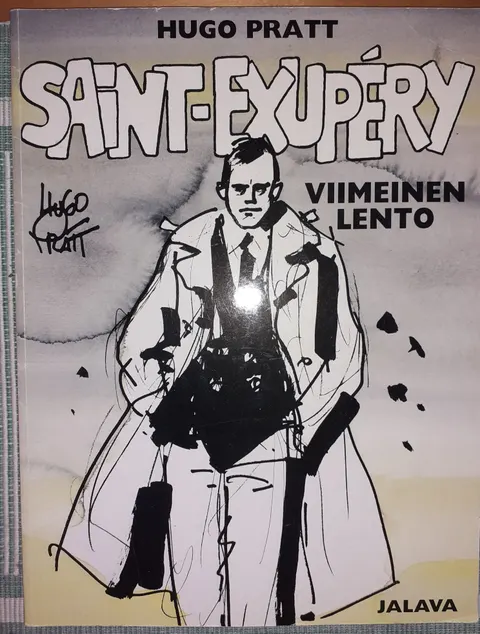 HUGO PRATT
SAINT-EXUPÉRY
VIIMEINEN
LENTO
HUGO
PRATT
JALAVA